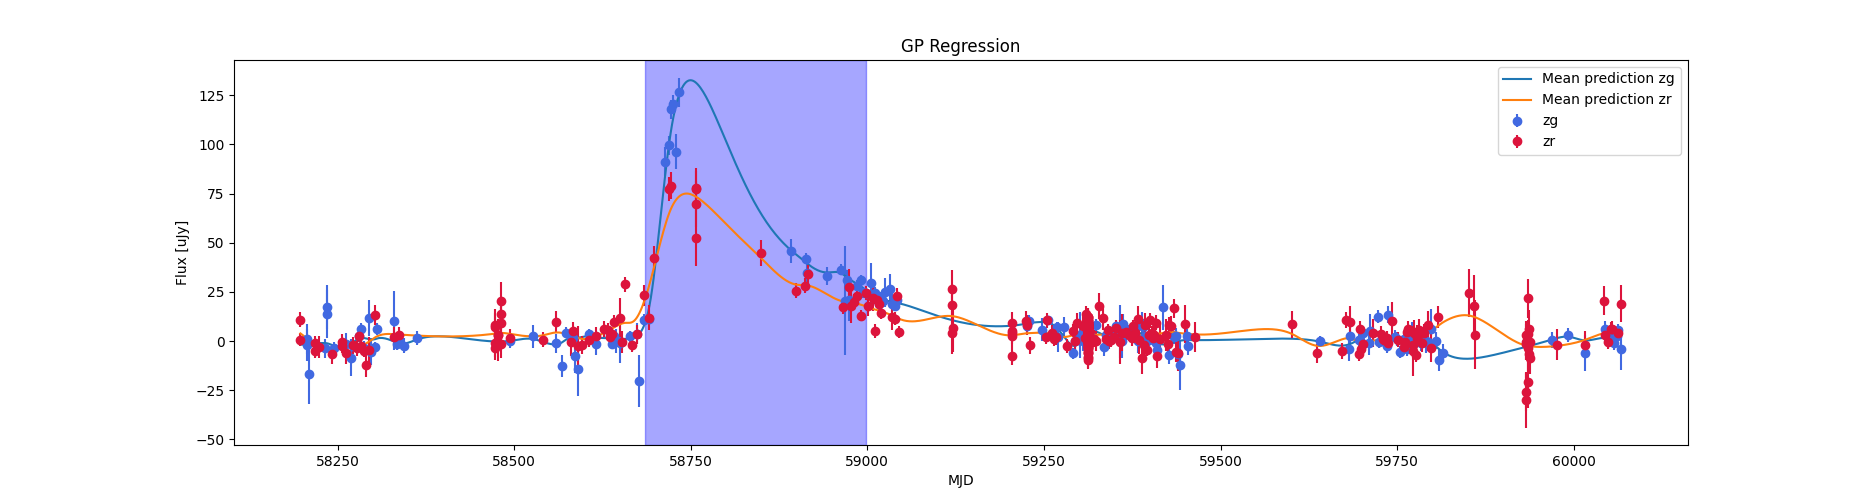 GP Regression
Flux [uJy]
125
100
75
50
25
0
−25
−50
Mean prediction zg
Mean prediction zr
zg
zr
58250
58500
58750
59000
59250
59500
59750
60000
MJD